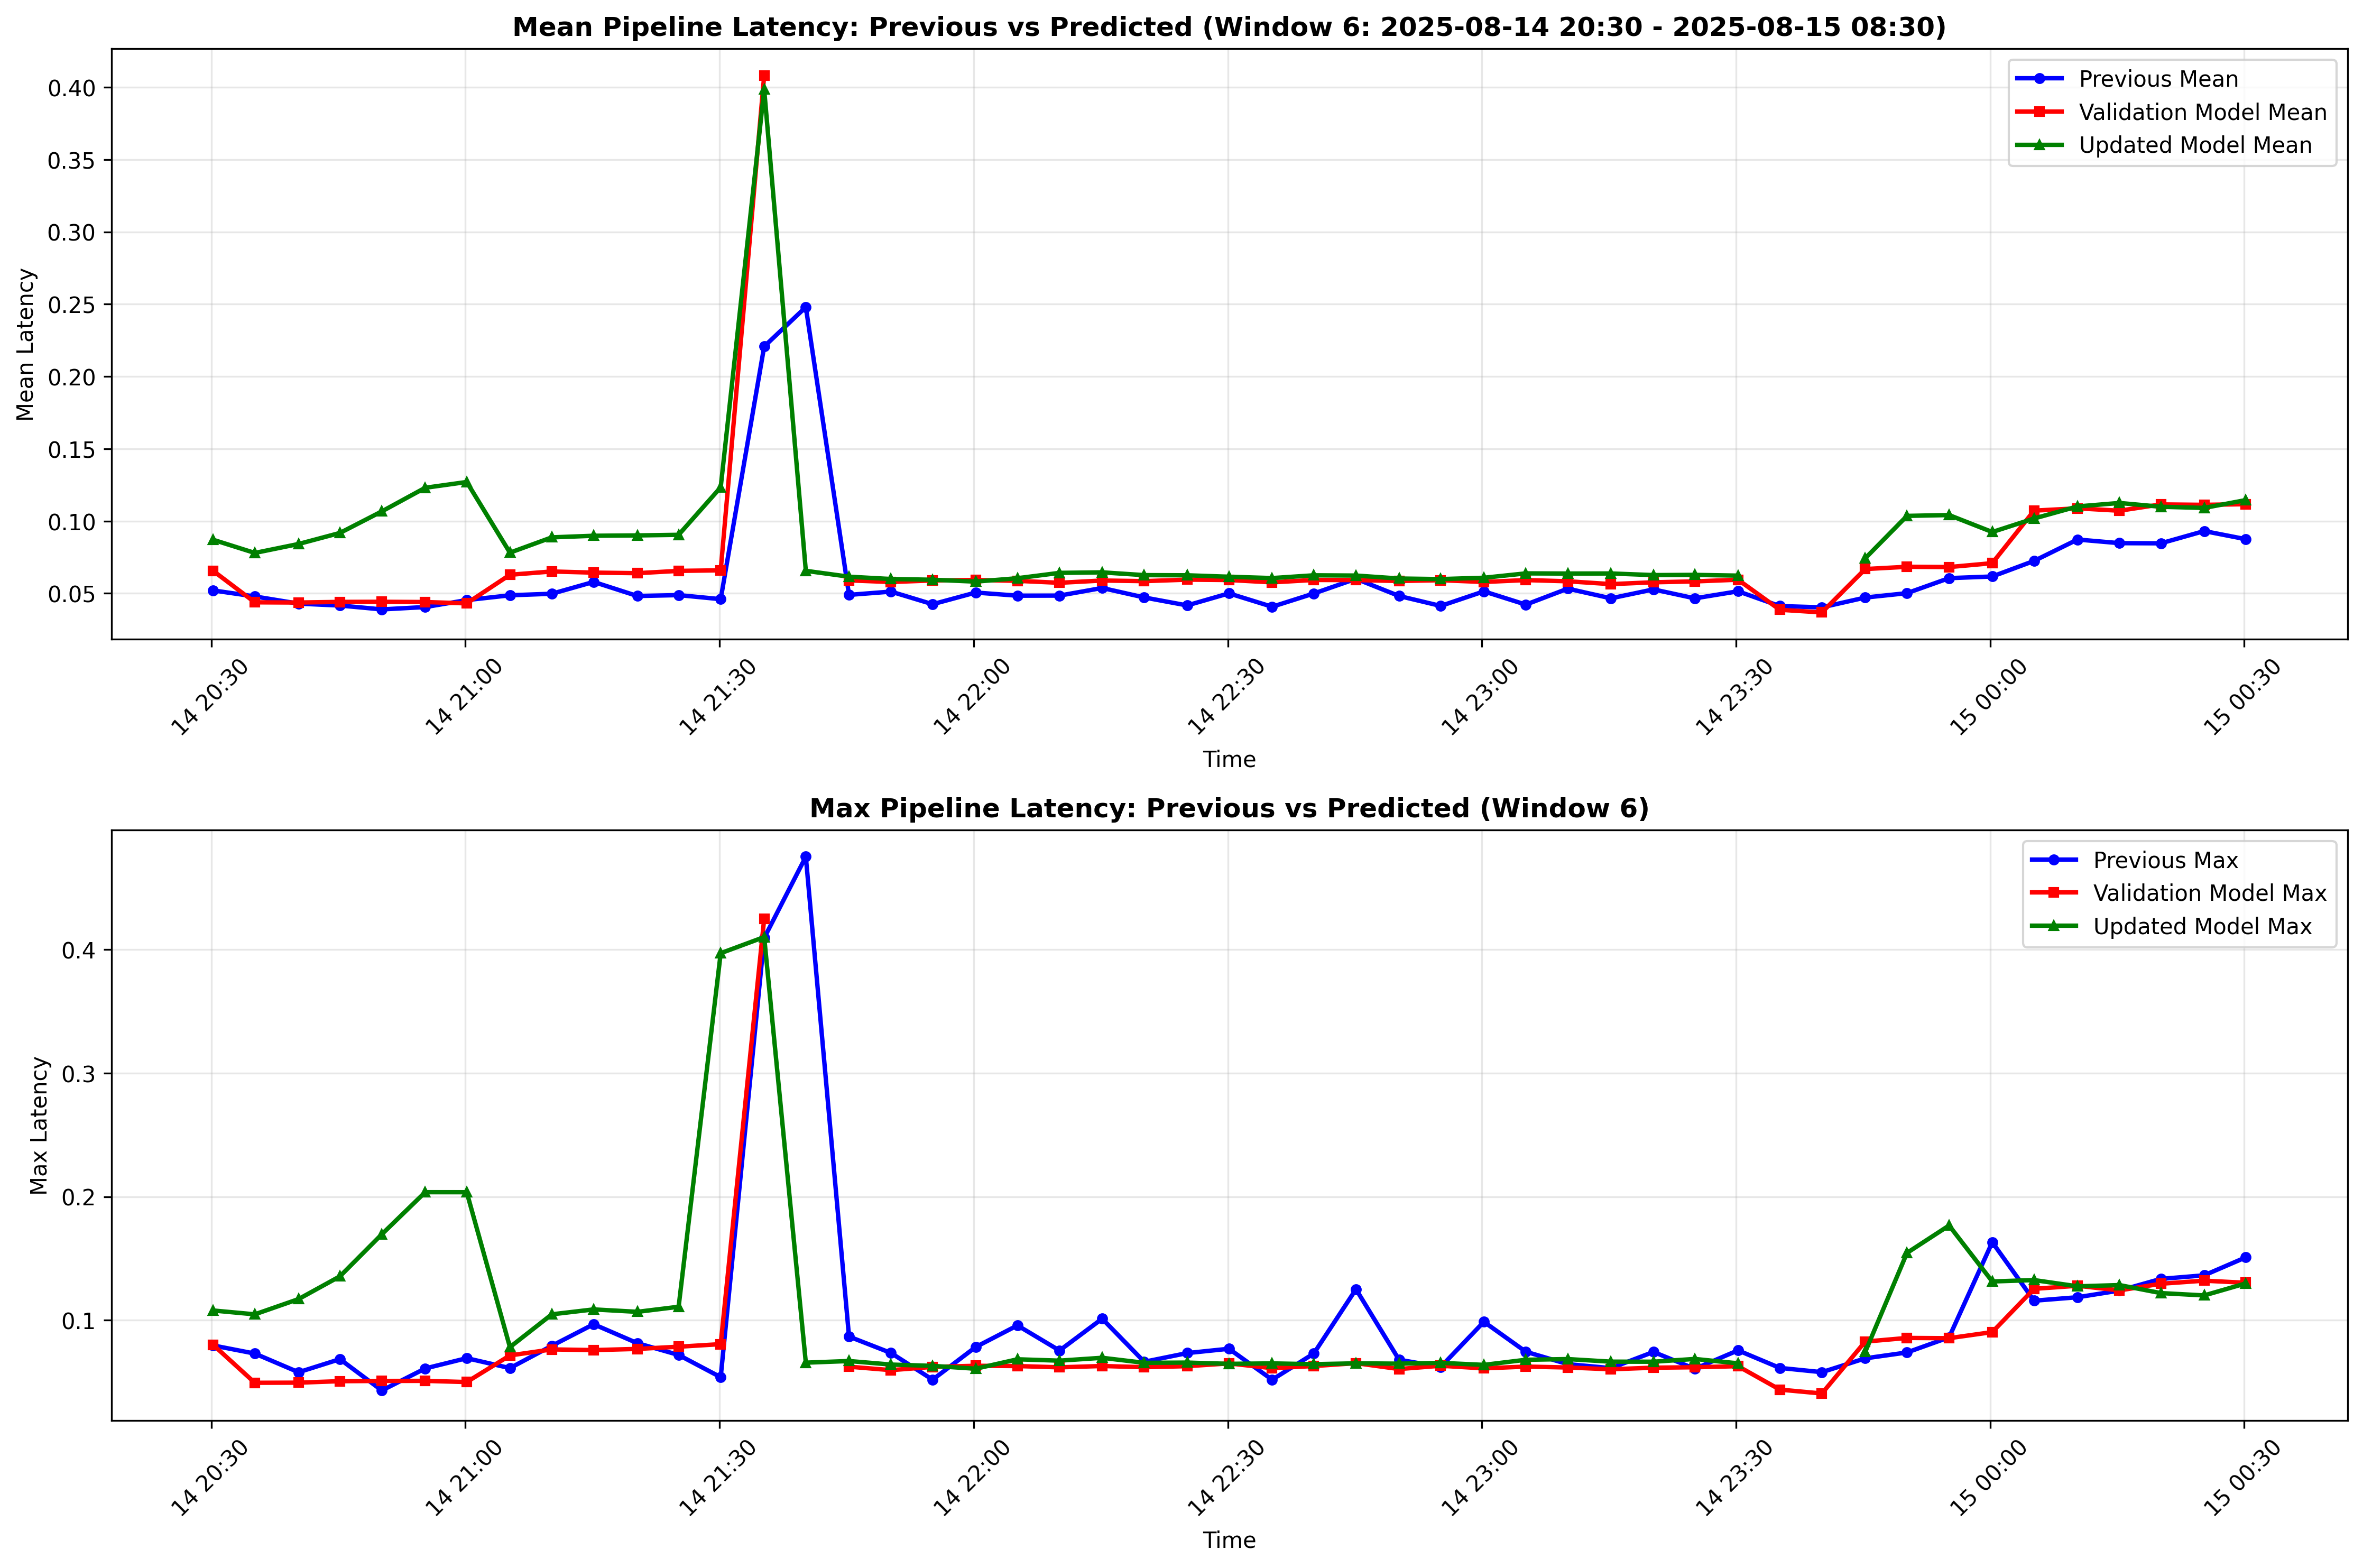 Mean Pipeline Latency: Previous vs Predicted (Window 6: 2025-08-14 20:30 - 2025-08-15 08:30)
Previous Mean
Validation Model Mean
Updated Model Mean
0.40
0.35
0.30
0.25
0.20
0.15
0.10
0.05
Mean Latency
14 20:30
14 21:00
14 21:30
14 22:00
14 22:30
14 23:00
14 23:30
15 00:00
15 00:30
Time
Max Pipeline Latency: Previous vs Predicted (Window 6)
Previous Max
Validation Model Max
Updated Model Max
0.4
0.3
0.2
0.1
Max Latency
14 20:30
14 21:00
14 21:30
14 22:00
14 22:30
14 23:00
14 23:30
15 00:00
15 00:30
Time